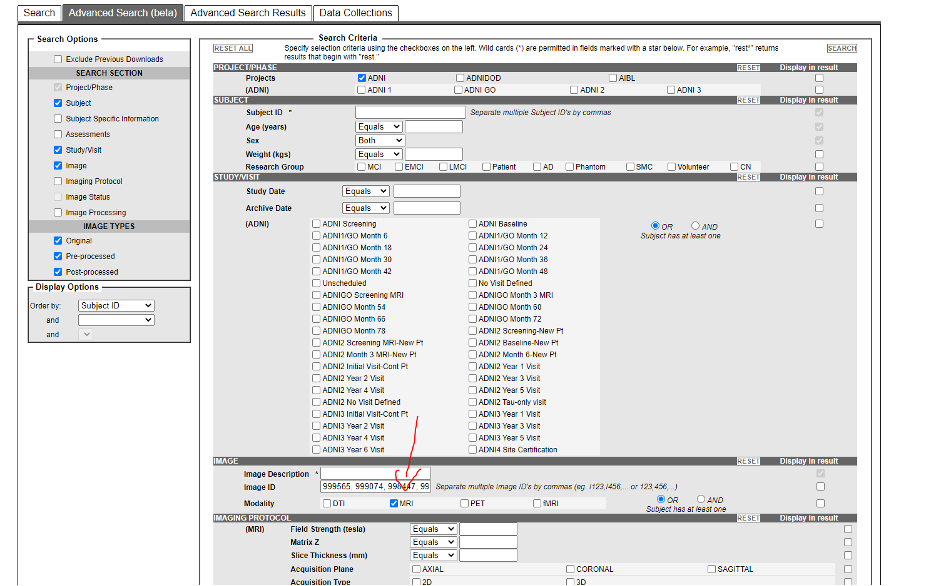 Search Advanced Search (beta) Advanced Search Results Data Collections
Search Options
Exclude Previous Downloads
SEARCH SECTION
Project/Phase
Subject
Subject Specific Information
Assessments
Study/Visit
Image
Imaging Protocol
Image Status
Image Processing
IMAGE TYPES
Original
Pre-processed
Post-processed
Display Options
Order by: Subject ID
and
and
Search Criteria
RESET ALL Specify selection criteria using the checkboxes on the left. Wild cards (*) are permitted in fields marked with a star below. For example, "rest*" returns SEARCH
results that begin with "rest."
PROJECT/PHASE RESET Display in result
Projects ADNI ADNIDOD AIBL
(ADNI) ADNI 1 ADNI GO ADNI 2 ADNI 3
SUBJECT RESET Display in result
Subject ID * Separate multiple Subject ID's by commas
Age (years) Equals
Sex Both
Weight (kgs) Equals
Research Group MCI EMCI LMCI Patient AD Phantom SMC Volunteer CN
STUDY/VISIT RESET Display in result
Study Date Equals
Archive Date Equals
(ADNI) ADNI Screening ADNI Baseline OR AND
ADNI1/GO Month 6 ADNI1/GO Month 12 Subject has at least one
ADNI1/GO Month 18 ADNI1/GO Month 24
ADNI1/GO Month 30 ADNI1/GO Month 36
ADNI1/GO Month 42 ADNI1/GO Month 48
Unscheduled No Visit Defined
ADNIGO Screening MRI ADNIGO Month 3 MRI
ADNIGO Month 54 ADNIGO Month 60
ADNIGO Month 66 ADNIGO Month 72
ADNIGO Month 78 ADNI2 Screening-New Pt
ADNI2 Screening MRI-New Pt ADNI2 Baseline-New Pt
ADNI2 Month 3 MRI-New Pt ADNI2 Month 6-New Pt
ADNI2 Initial Visit-Cont Pt ADNI2 Year 1 Visit
ADNI2 Year 2 Visit ADNI2 Year 3 Visit
ADNI2 Year 4 Visit ADNI2 Year 5 Visit
ADNI2 No Visit Defined ADNI2 Tau-only visit
ADNI3 Initial Visit-Cont Pt ADNI3 Year 1 Visit
ADNI3 Year 2 Visit ADNI3 Year 3 Visit
ADNI3 Year 4 Visit ADNI3 Year 5 Visit
ADNI3 Year 6 Visit ADNI4 Site Certification
IMAGE RESET Display in result
Image Description *
Image ID 999565, 999074, 99 Separate multiple Image ID's by commas
Modality DTI MRI PET fMRI OR AND
Subject has at least one
IMAGING PROTOCOL RESET Display in result
(MRI) Field Strength (tesla) Equals
Matrix Z Equals
Slice Thickness (mm) Equals
Acquisition Plane AXIAL CORONAL SAGITTAL
Acquisition Type 2D 3D